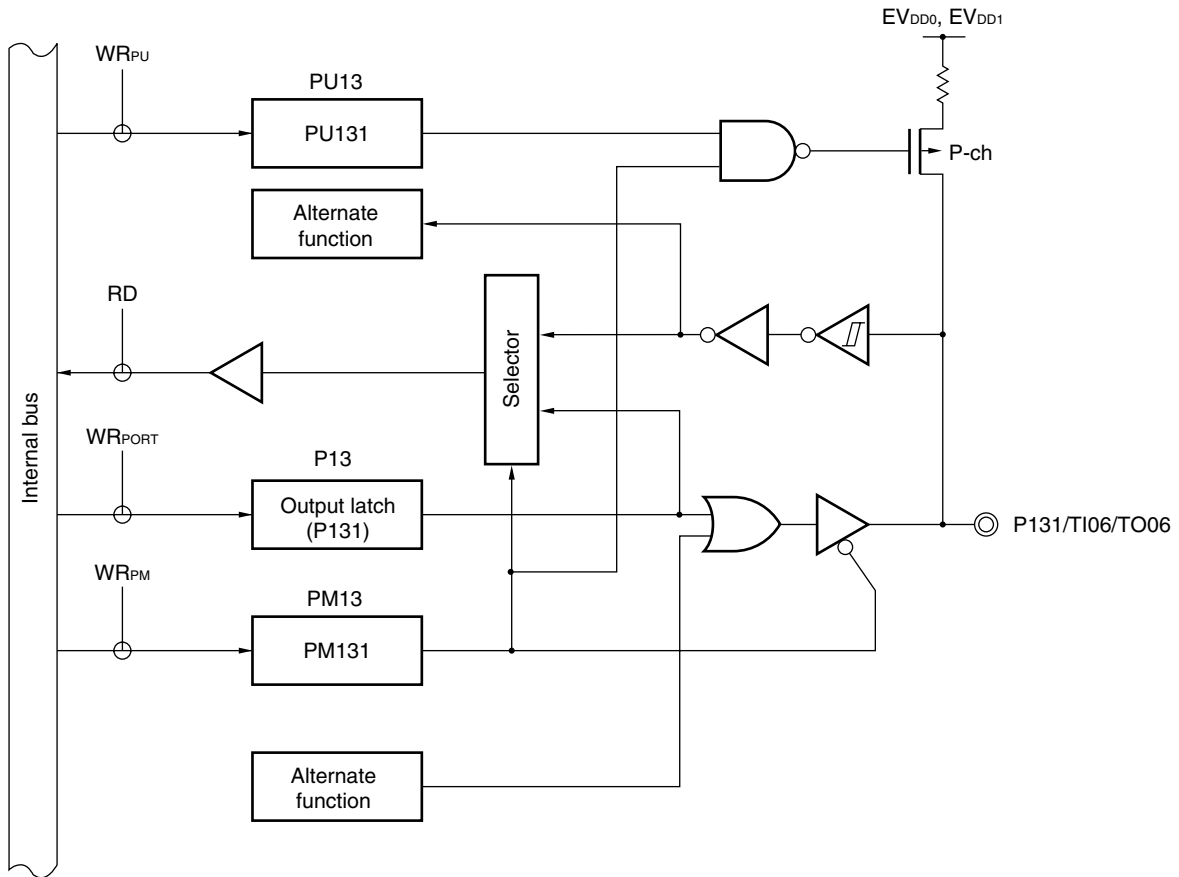 EVDD0, EVDD1
WRPU
PU13
PU131
P-ch
Alternate
function
RD
Selector
Internal bus
WRPORT
P13
Output latch
(P131)
P131/TI06/TO06
WRPM
PM13
PM131
Alternate
function